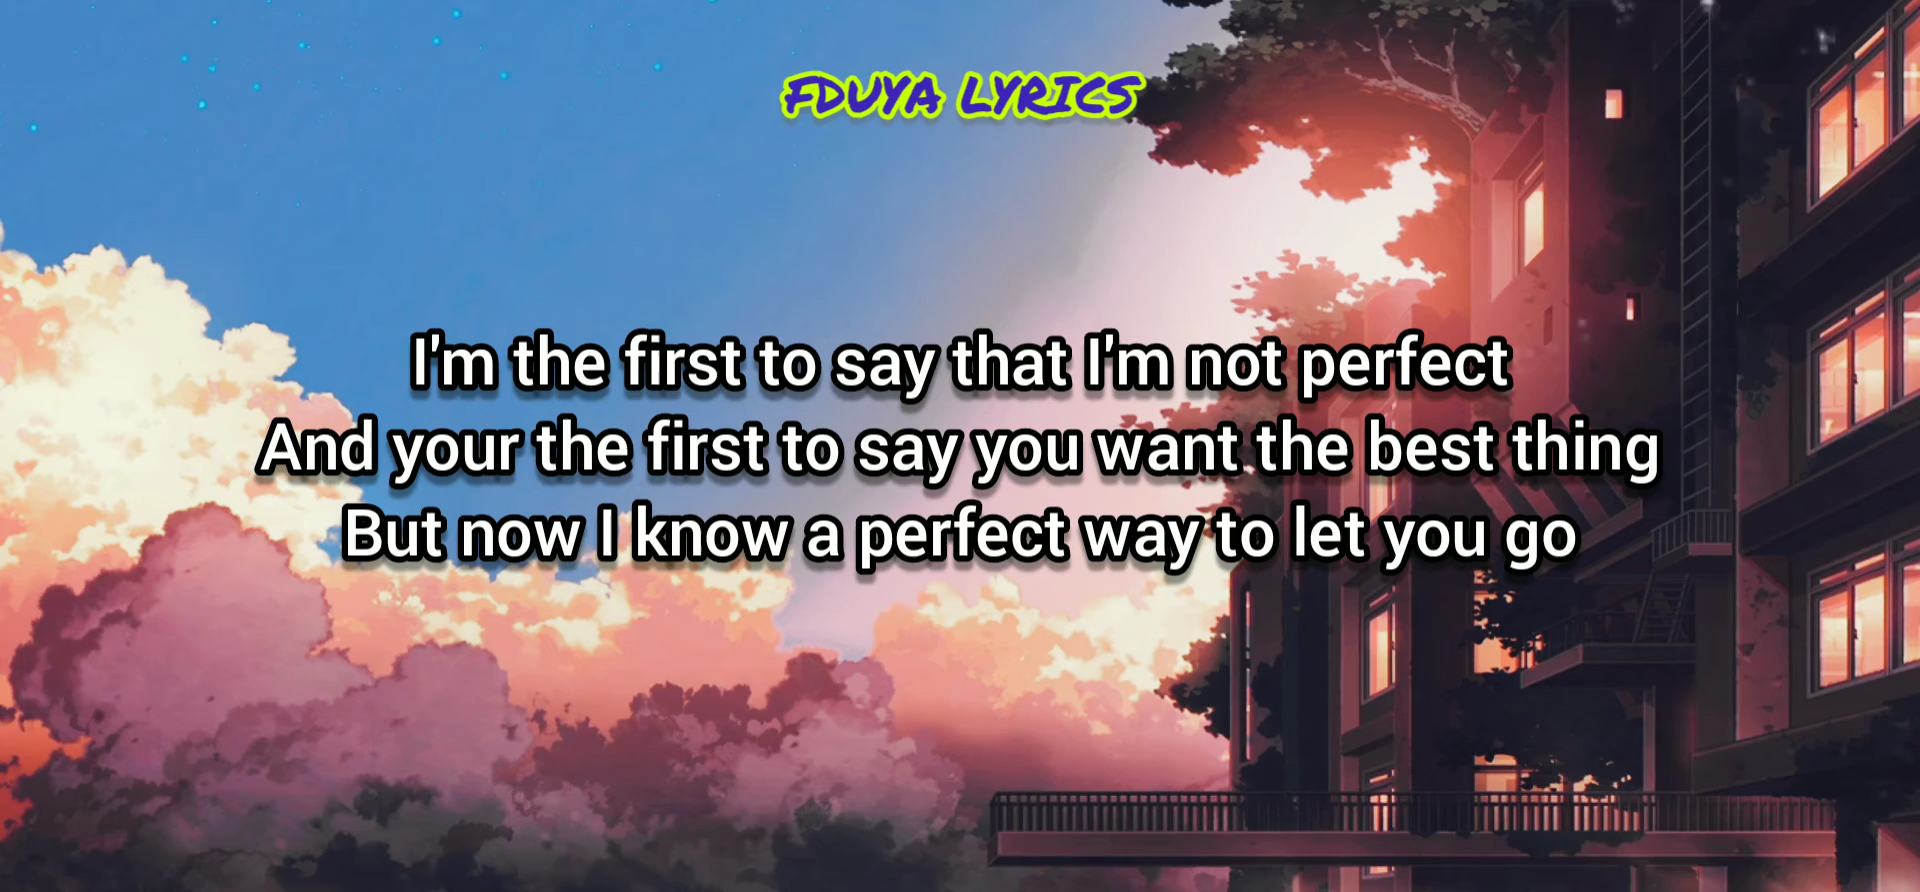 FDUYA LYRICS
I'm the first to say that I'm not perfect
And your the first to say you want the best thing
But now I know a perfect way to let you go